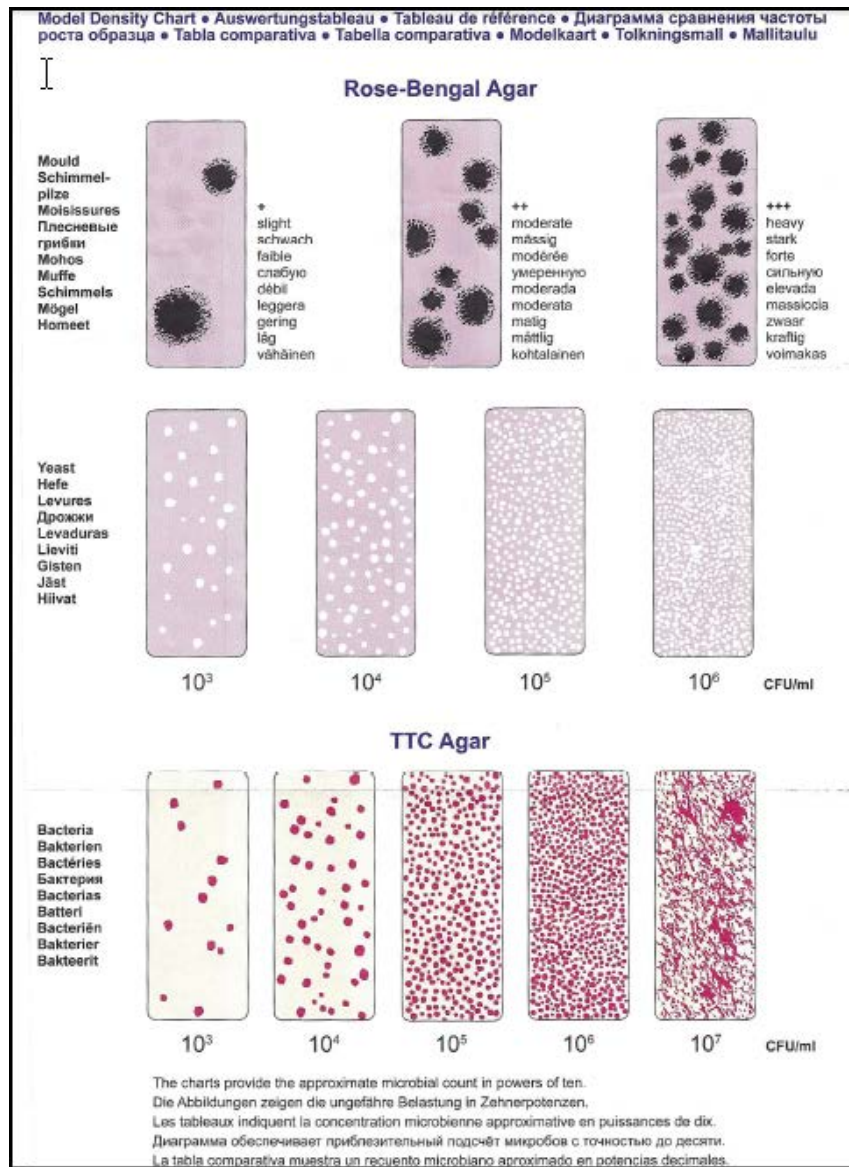 Model Density Chart ● Auswertungstableau ● Tableau de référence ● Диаграмма сравнения частоты
роста образца ● Tabla comparativa ● Tabella comparativa ● Modelkaart ● Tolkningsmall ● Mallitaulu
Rose-Bengal Agar
Mould
Schimmel-
pilze
Moisissures
Плесневые
грибки
Mohos
Muffe
Schimmels
Mögel
Homeet
+
slight
schwach
faible
слабую
débil
leggera
gering
låg
vähäinen
++
moderate
mässig
modérée
умеренную
moderada
moderata
matig
måttlig
kohtalainen
+++
heavy
stark
forte
сильную
elevada
massiccia
zwaar
kraftig
voimakas
Yeast
Hefe
Levures
Дрожжи
Levaduras
Lieviti
Gisten
Jäst
Hiivat
10³ 10⁴ 10⁵ 10⁶ CFU/ml
TTC Agar
Bacteria
Bakterien
Bactéries
Бактерия
Bacterias
Batteri
Bacteriën
Bakterier
Bakteerit
10³ 10⁴ 10⁵ 10⁶ 10⁷ CFU/ml
The charts provide the approximate microbial count in powers of ten.
Die Abbildungen zeigen die ungefähre Belastung in Zehnerpotenzen.
Les tableaux indiquent la concentration microbienne approximative en puissances de dix.
Диаграмма обеспечивает приблезительный подсчёт микробов с точностью до десяти.
La tabla comparativa muestra un recuento microbiano aproximado en potencias decimales.